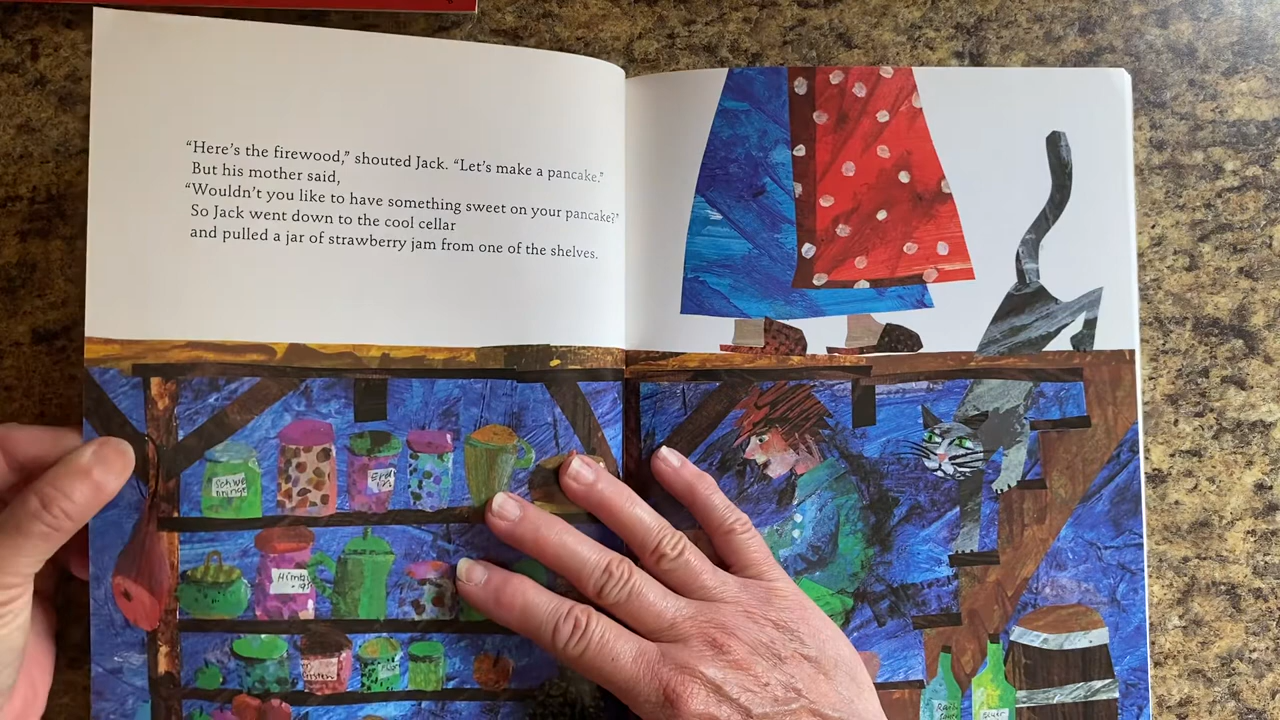 “Here’s the firewood,” shouted Jack. “Let’s make a pancake.”
But his mother said,
“Wouldn’t you like to have something sweet on your pancake?”
So Jack went down to the cool cellar
and pulled a jar of strawberry jam from one of the shelves.